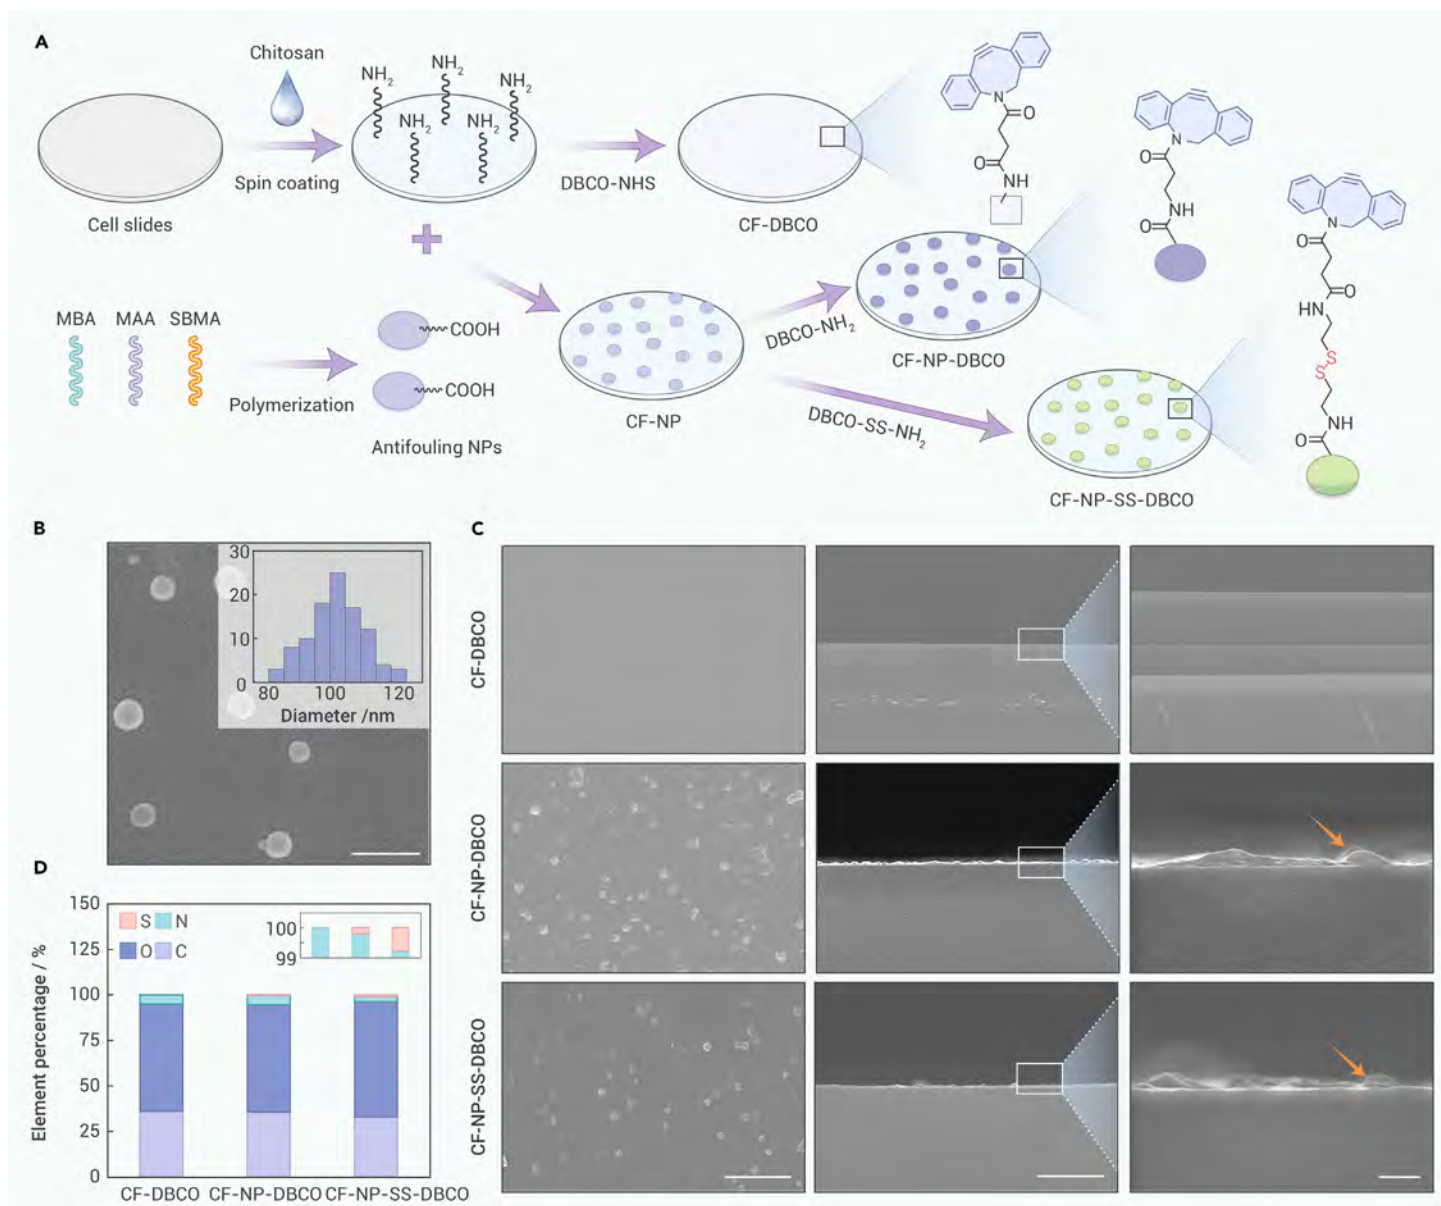 A
Chitosan
NH2
NH2
NH2
NH2
NH2
Spin coating
Cell slides
DBCO-NHS
CF-DBCO
N
O
O
NH
N
O
NH
O
N
O
O
HN
S
S
NH
O
MBA
MAA
SBMA
Polymerization
COOH
COOH
Antifouling NPs
CF-NP
DBCO-NH2
CF-NP-DBCO
DBCO-SS-NH2
CF-NP-SS-DBCO
B
30
20
10
0
80
100
120
Diameter /nm
C
CF-DBCO
CF-NP-DBCO
CF-NP-SS-DBCO
D
150
125
100
75
50
25
0
Element percentage / %
S
N
O
C
100
99
CF-DBCO
CF-NP-DBCO
CF-NP-SS-DBCO